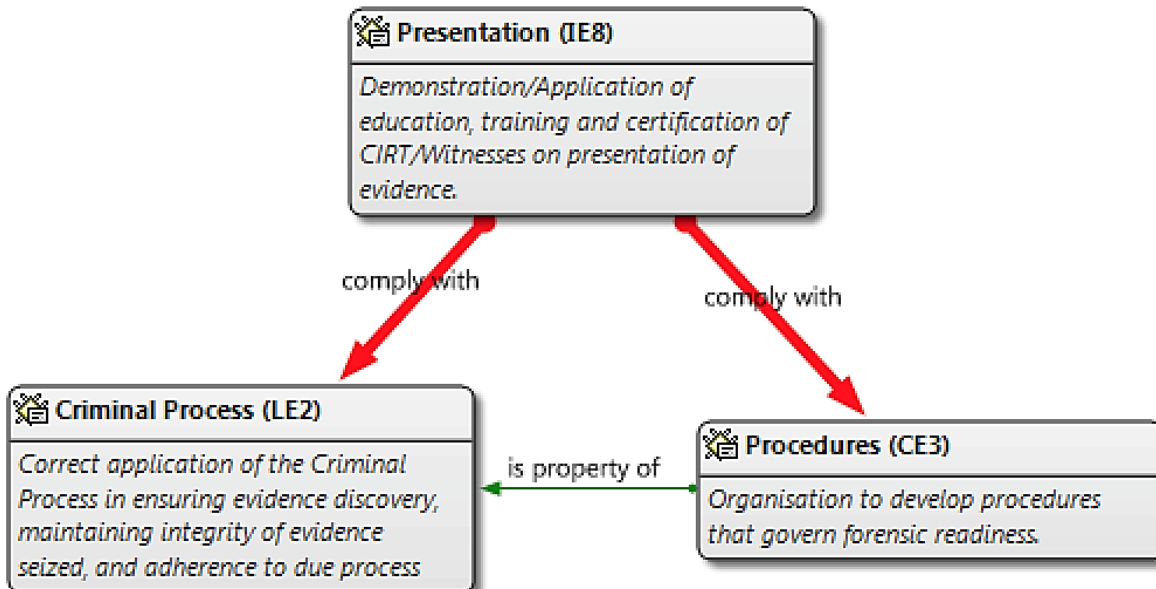 Presentation (IE8)
Demonstration/Application of
education, training and certification of
CIRT/Witnesses on presentation of
evidence.
comply with
comply with
Criminal Process (LE2)
Correct application of the Criminal
Process in ensuring evidence discovery,
maintaining integrity of evidence
seized, and adherence to due process
is property of
Procedures (CE3)
Organisation to develop procedures
that govern forensic readiness.